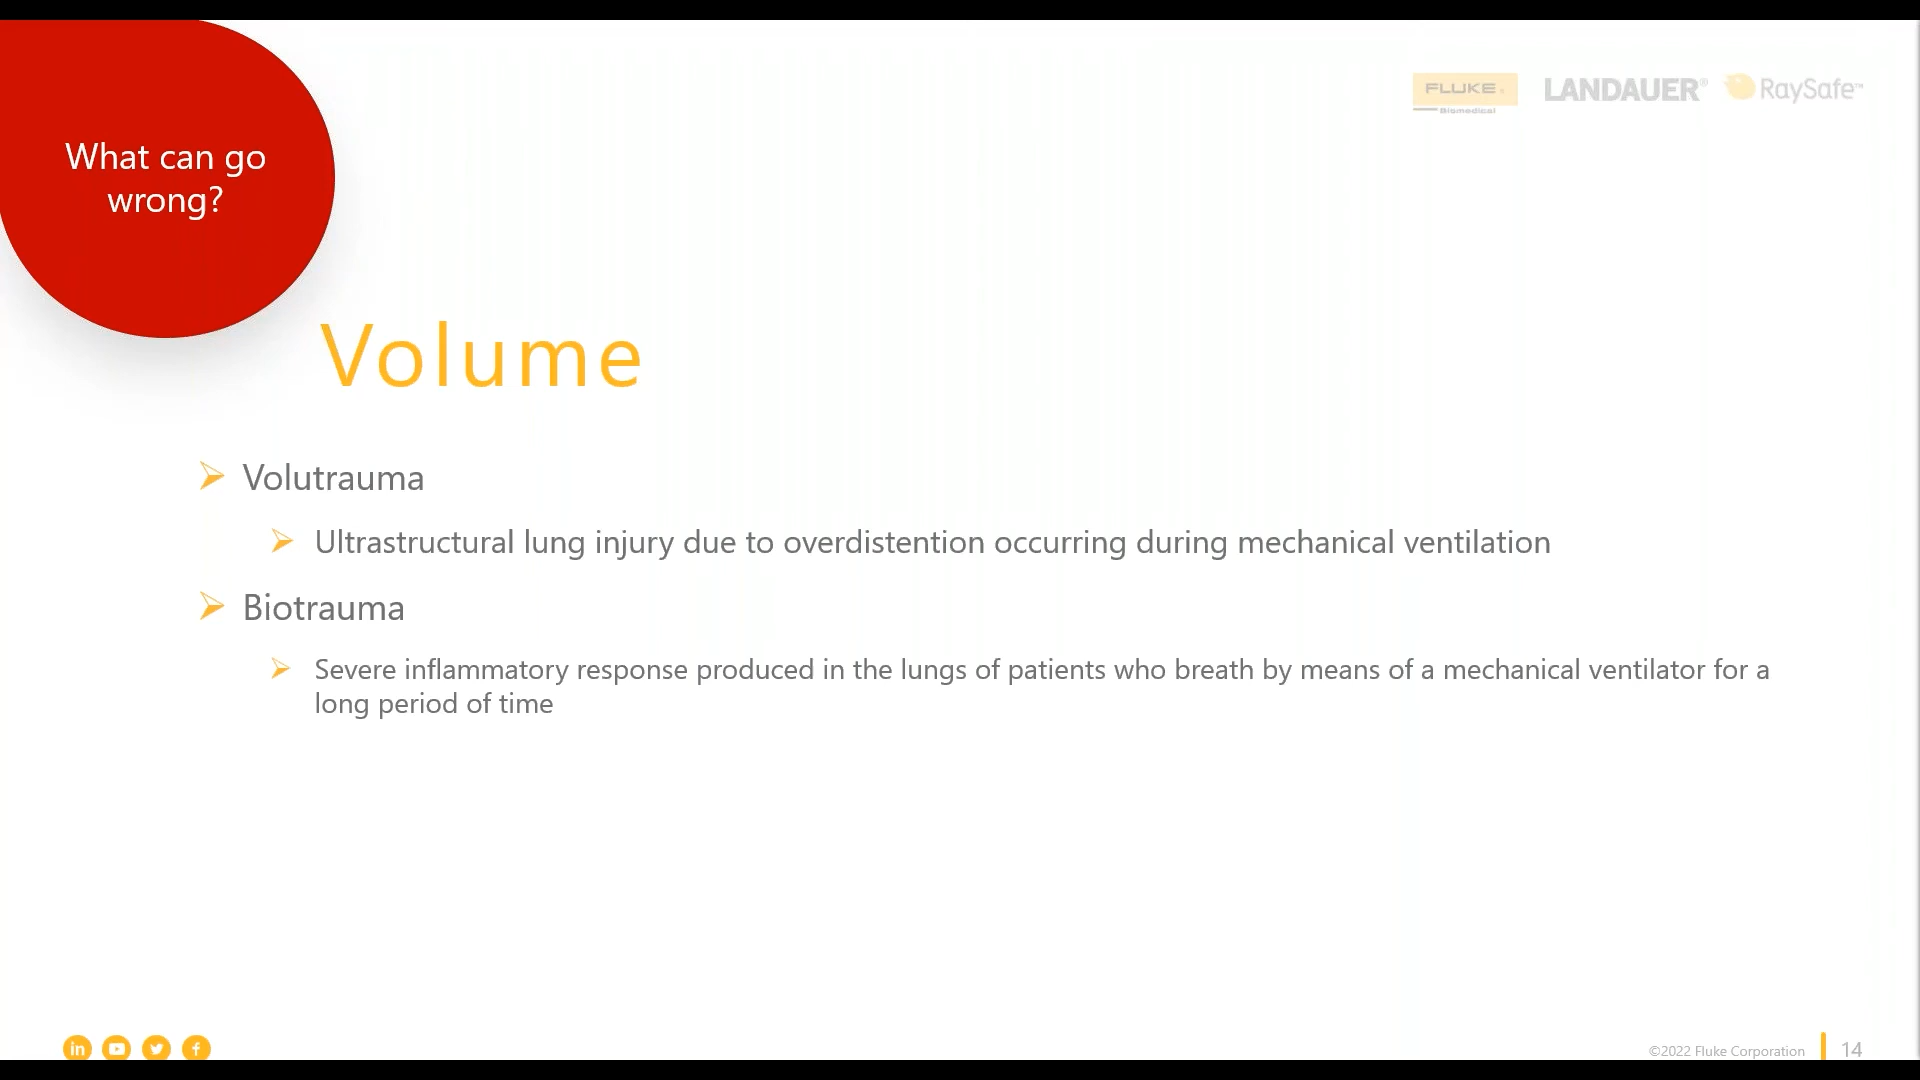 What can go
wrong?
FLUKE®
Biomedical
LANDAUER®
RaySafe™
Volume
Volutrauma
Ultrastructural lung injury due to overdistention occurring during mechanical ventilation
Biotrauma
Severe inflammatory response produced in the lungs of patients who breath by means of a mechanical ventilator for a
long period of time
in
f
©2022 Fluke Corporation
14